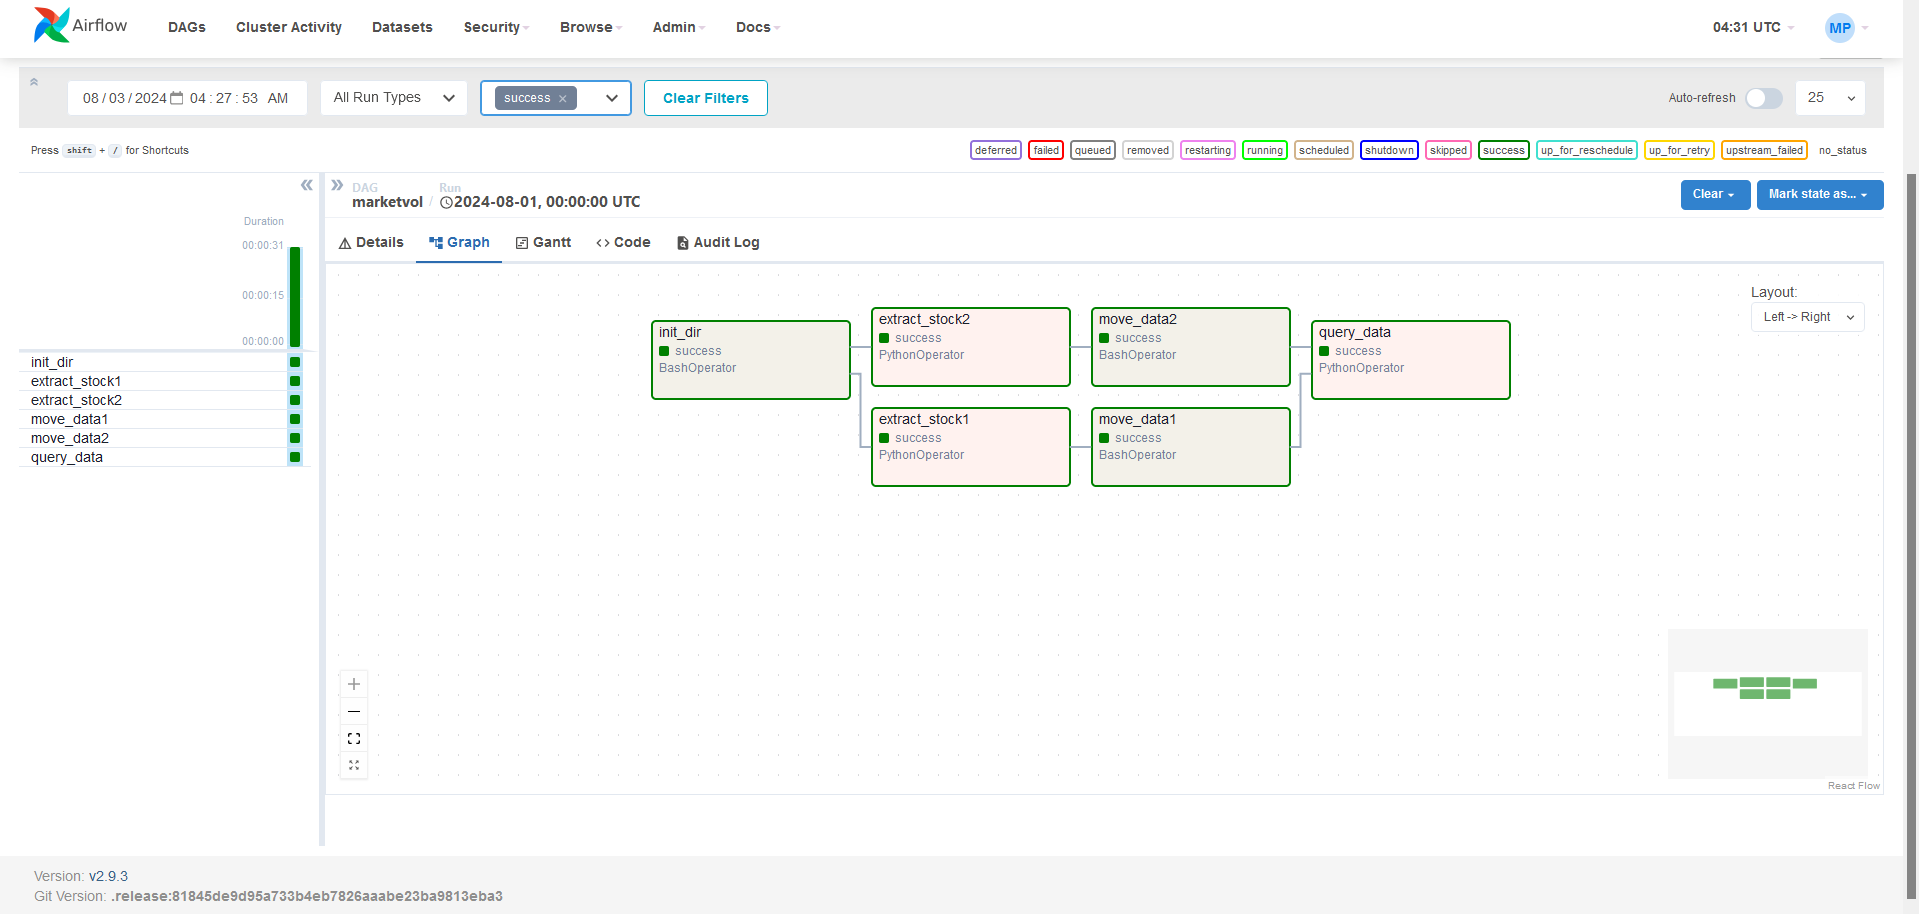 Airflow DAGs Cluster Activity Datasets Security Browse Admin Docs 04:31 UTC MP
08/03/2024 04:27:53 AM All Run Types success × Clear Filters Auto-refresh 25
Press shift + / for Shortcuts deferred failed queued removed restarting running scheduled shutdown skipped success up_for_reschedule up_for_retry upstream_failed no_status
DAG Run
marketvol / 2024-08-01, 00:00:00 UTC Clear Mark state as...
Duration
00:00:31
00:00:15
00:00:00
init_dir
extract_stock1
extract_stock2
move_data1
move_data2
query_data
Details Graph Gantt Code Audit Log
Layout:
Left -> Right
init_dir
success
BashOperator
extract_stock2
success
PythonOperator
move_data2
success
BashOperator
query_data
success
PythonOperator
extract_stock1
success
PythonOperator
move_data1
success
BashOperator
React Flow
Version: v2.9.3
Git Version: .release:81845de9d95a733b4eb7826aaabe23ba9813eba3